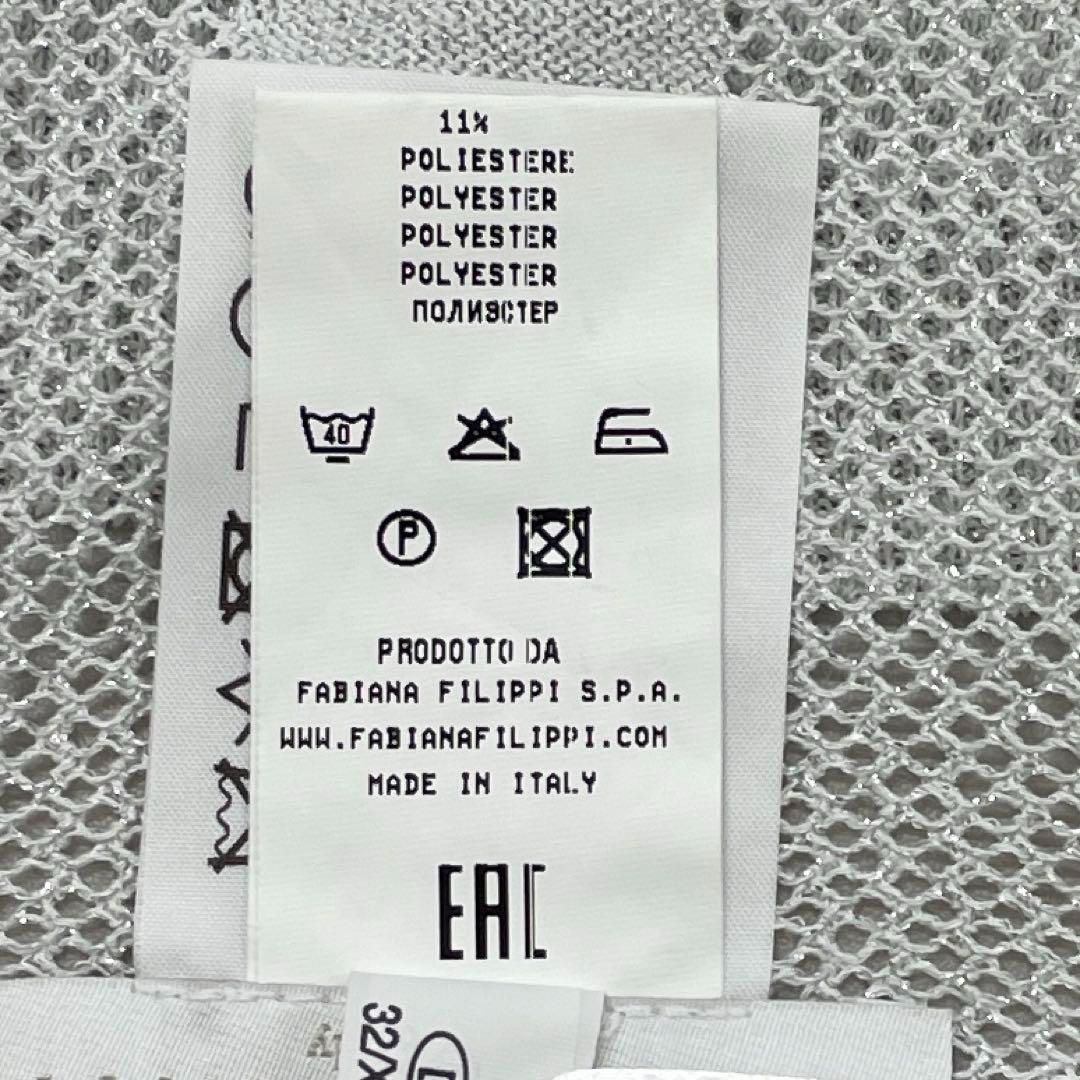 11%
POLIESTERE
POLYESTER
POLYESTER
POLYESTER
ПОЛИЭСТЕР
40
P
PRODOTTO DA
FABIANA FILIPPI S.P.A.
WWW.FABIANAFILIPPI.COM
MADE IN ITALY
EAC